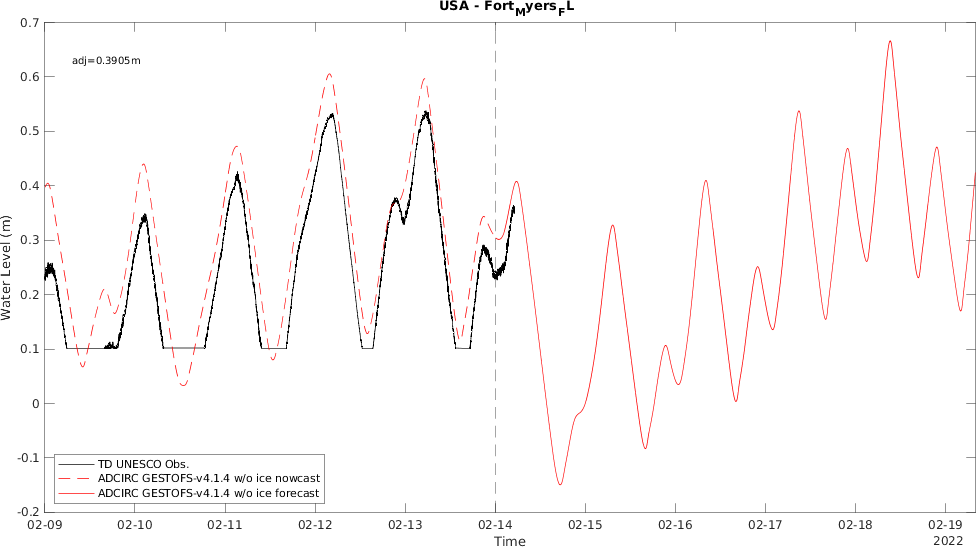 USA - Fort_Myers_FL
adj=0.3905m
Water Level (m)
0.7
0.6
0.5
0.4
0.3
0.2
0.1
0
-0.1
-0.2
TD UNESCO Obs.
ADCIRC GESTOFS-v4.1.4 w/o ice nowcast
ADCIRC GESTOFS-v4.1.4 w/o ice forecast
02-09 02-10 02-11 02-12 02-13 02-14 02-15 02-16 02-17 02-18 02-19
Time 2022